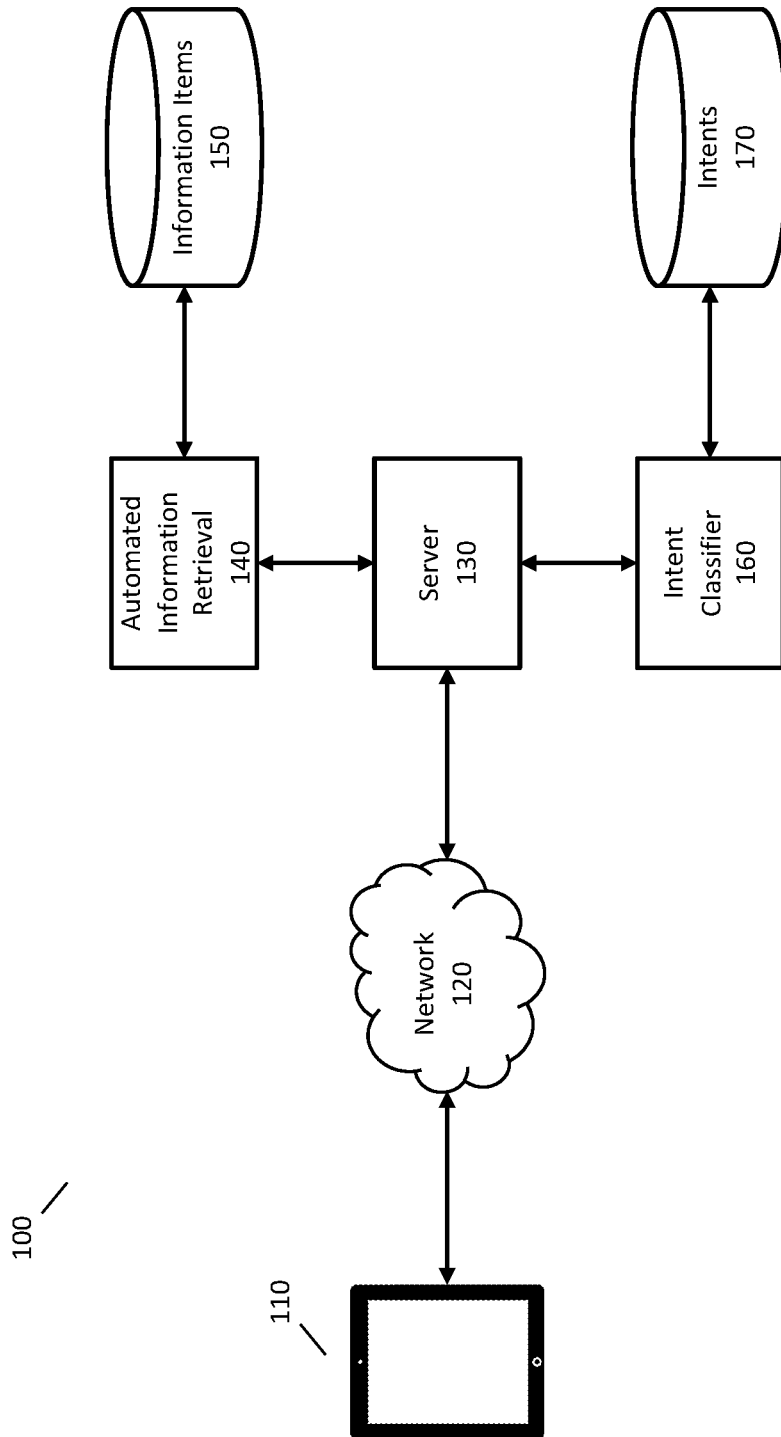 100
110
Network
120
Automated
Information
Retrieval
140
Information Items
150
Server
130
Intent
Classifier
160
Intents
170